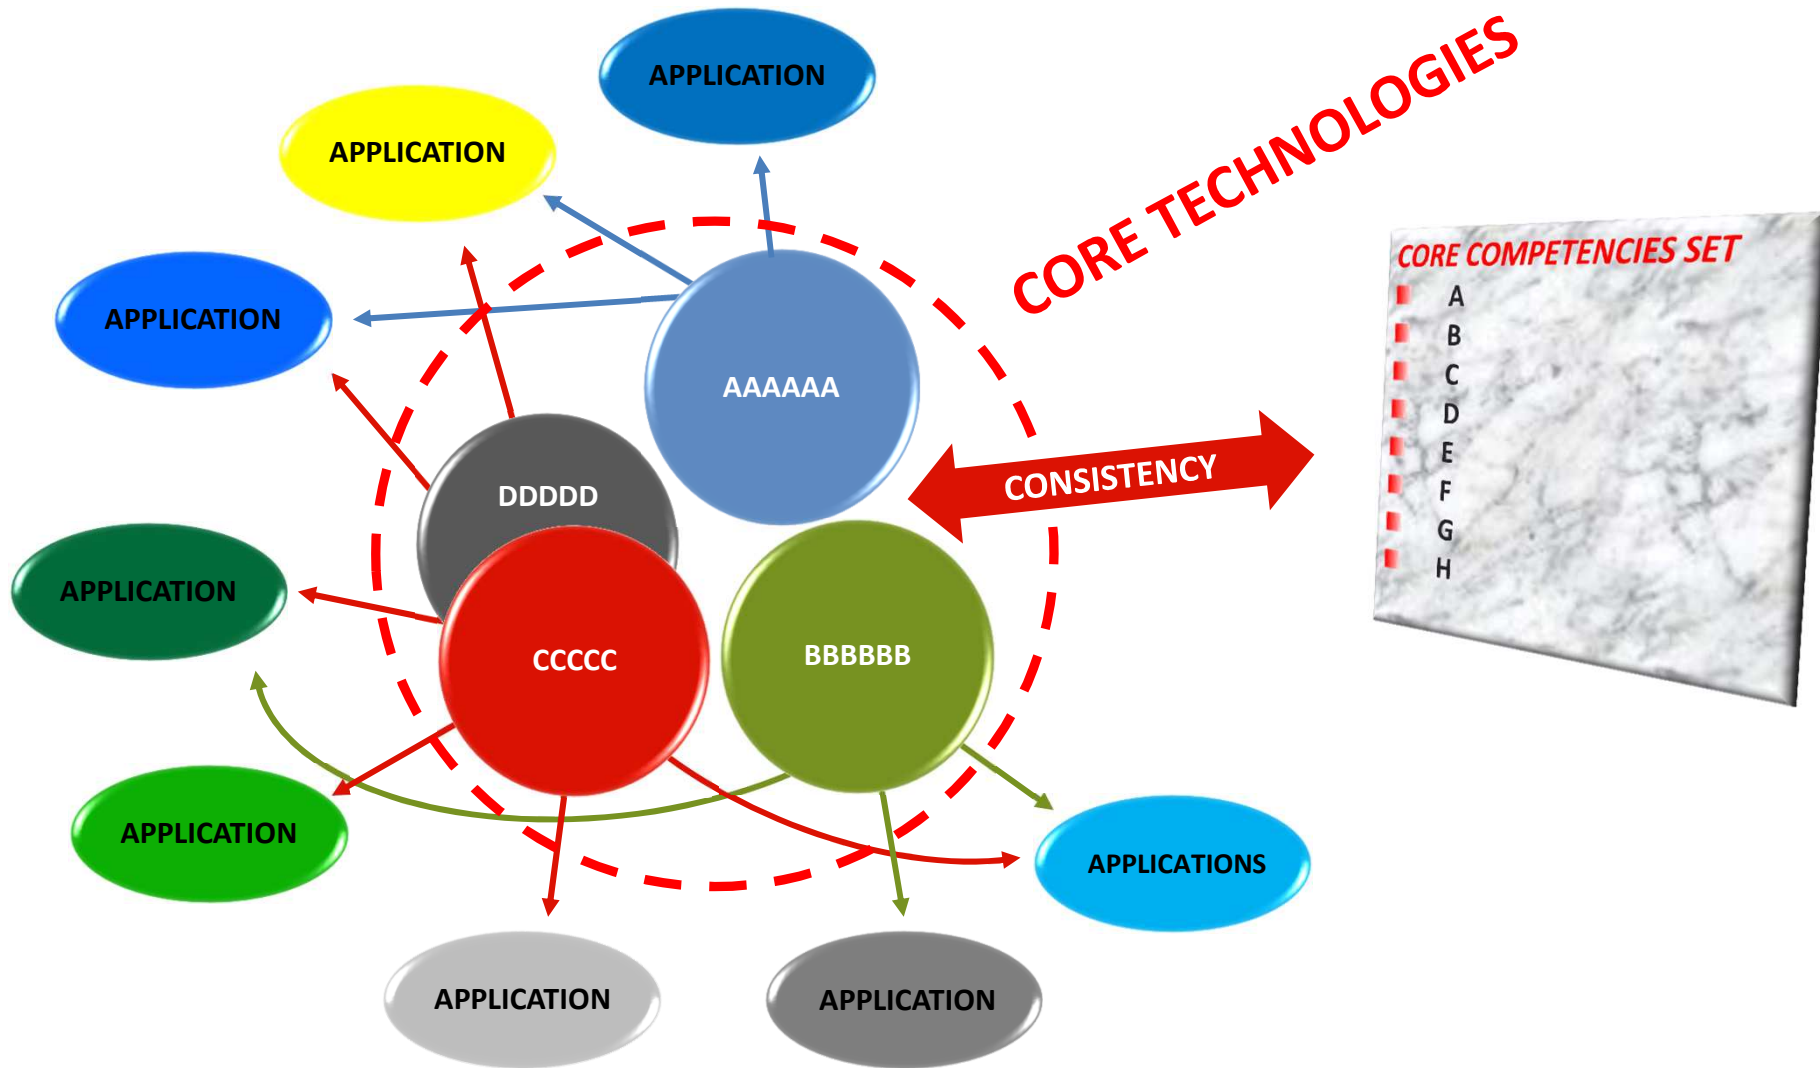 APPLICATION
CORE TECHNOLOGIES
APPLICATION
CORE COMPETENCIES SET
A
B
C
D
E
F
G
H
APPLICATION
AAAAAA
CONSISTENCY
DDDDD
APPLICATION
CCCCC
BBBBBB
APPLICATION
APPLICATIONS
APPLICATION
APPLICATION